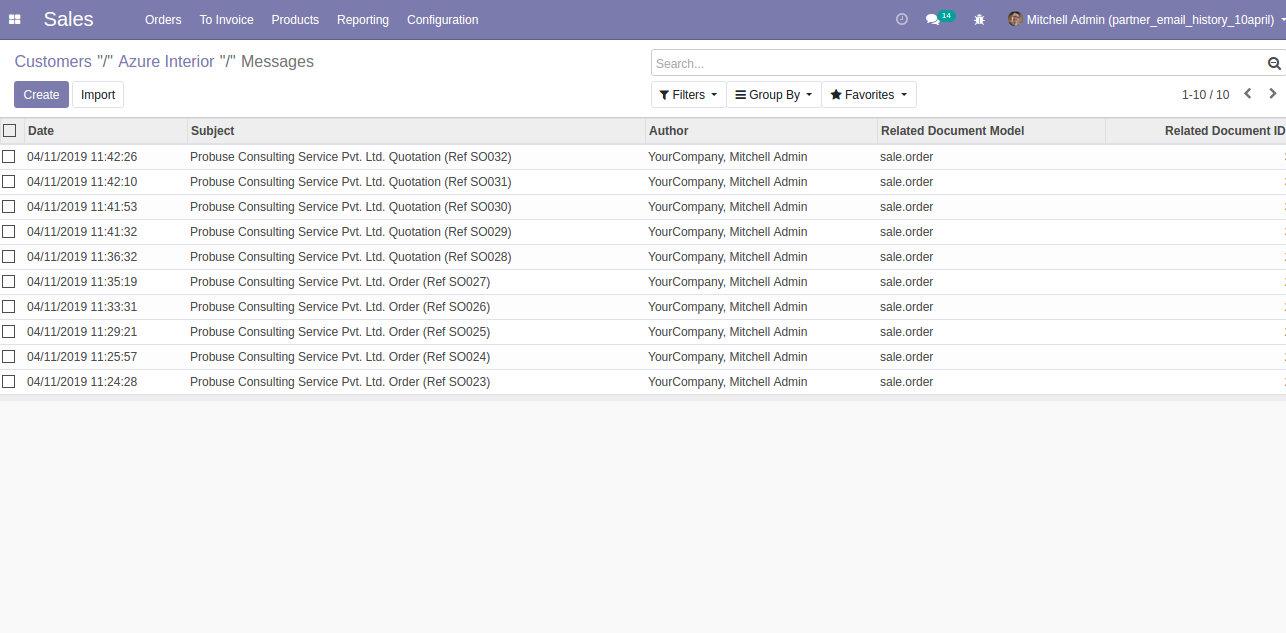 Sales Orders To Invoice Products Reporting Configuration 14 Mitchell Admin (partner_email_history_10april)
Customers "/" Azure Interior "/" Messages
Search...
Create Import Filters Group By Favorites 1-10 / 10
Date Subject Author Related Document Model Related Document ID
04/11/2019 11:42:26 Probuse Consulting Service Pvt. Ltd. Quotation (Ref SO032) YourCompany, Mitchell Admin sale.order
04/11/2019 11:42:10 Probuse Consulting Service Pvt. Ltd. Quotation (Ref SO031) YourCompany, Mitchell Admin sale.order
04/11/2019 11:41:53 Probuse Consulting Service Pvt. Ltd. Quotation (Ref SO030) YourCompany, Mitchell Admin sale.order
04/11/2019 11:41:32 Probuse Consulting Service Pvt. Ltd. Quotation (Ref SO029) YourCompany, Mitchell Admin sale.order
04/11/2019 11:36:32 Probuse Consulting Service Pvt. Ltd. Quotation (Ref SO028) YourCompany, Mitchell Admin sale.order
04/11/2019 11:35:19 Probuse Consulting Service Pvt. Ltd. Order (Ref SO027) YourCompany, Mitchell Admin sale.order
04/11/2019 11:33:31 Probuse Consulting Service Pvt. Ltd. Order (Ref SO026) YourCompany, Mitchell Admin sale.order
04/11/2019 11:29:21 Probuse Consulting Service Pvt. Ltd. Order (Ref SO025) YourCompany, Mitchell Admin sale.order
04/11/2019 11:25:57 Probuse Consulting Service Pvt. Ltd. Order (Ref SO024) YourCompany, Mitchell Admin sale.order
04/11/2019 11:24:28 Probuse Consulting Service Pvt. Ltd. Order (Ref SO023) YourCompany, Mitchell Admin sale.order